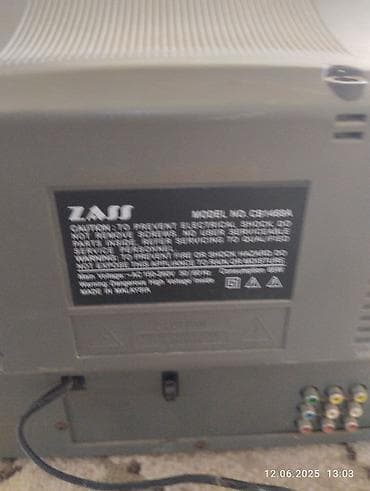 ZASS
MODEL NO.
CAUTION: TO PREVENT ELECTRICAL SHOCK, DO
NOT REMOVE SCREWS. NO USER SERVICEABLE
PARTS INSIDE. REFER SERVICING TO QUALIFIED
SERVICE PERSONNEL.
WARNING: TO PREVENT FIRE OR SHOCK HAZARD DO
NOT EXPOSE THIS APPLIANCE TO RAIN OR MOISTURE.
Main Voltage: ~AC 100-260V 50/60Hz Consumption
Warning: Dangerous High Voltage Inside
MADE IN MALAYSIA
12.06.2025 13:03